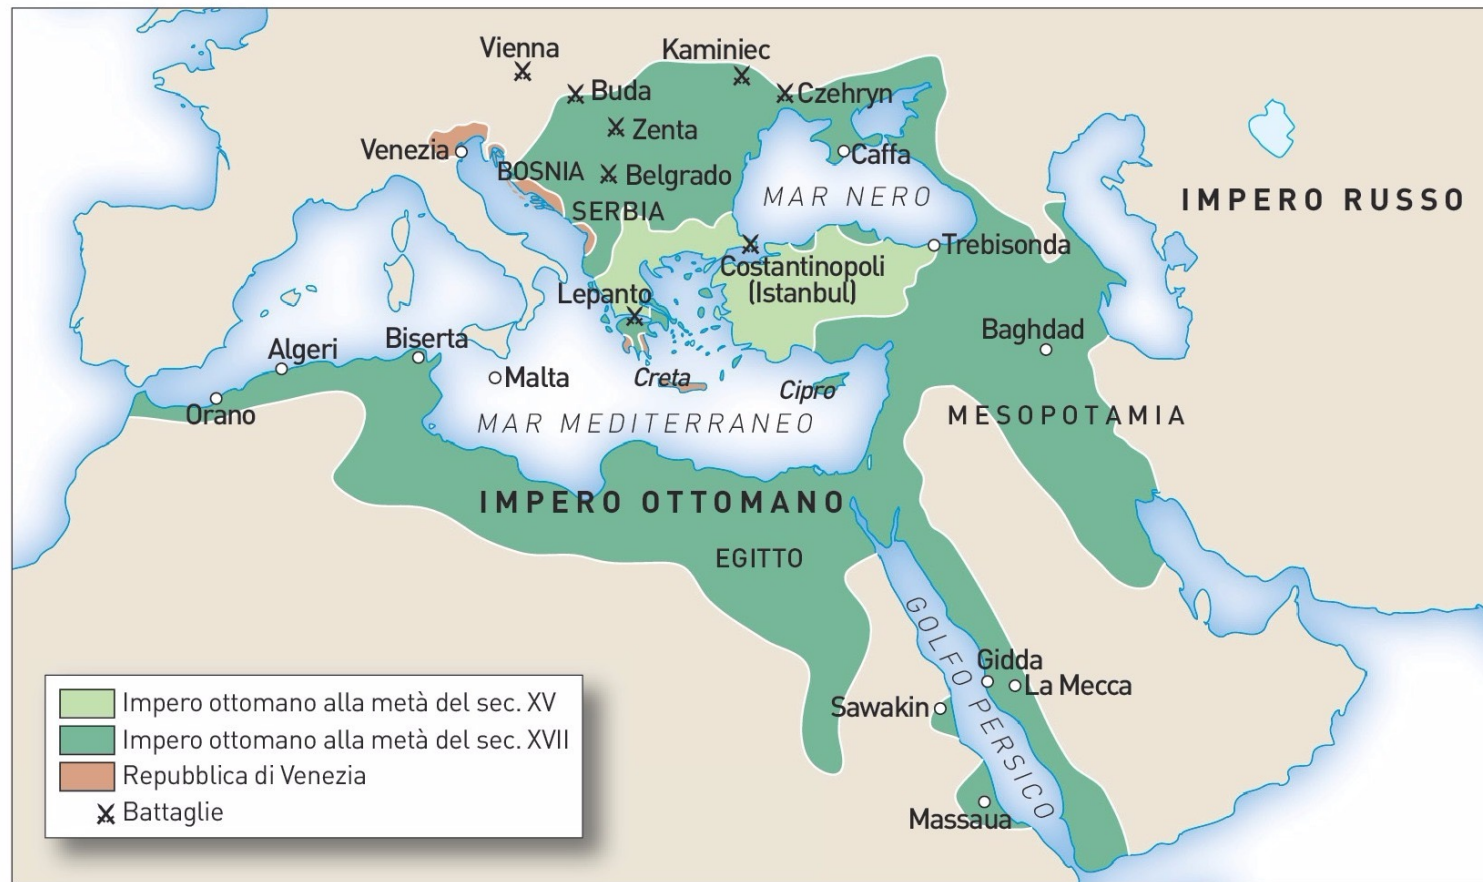 Vienna
Kaminiec
Buda
Czehryn
Zenta
Venezia
Caffa
BOSNIA
Belgrado
MAR NERO
IMPERO RUSSO
SERBIA
Trebisonda
Costantinopoli
(Istanbul)
Lepanto
Baghdad
Biserta
Algeri
Malta
Creta
Cipro
Orano
MESOPOTAMIA
MAR MEDITERRANEO
IMPERO OTTOMANO
EGITTO
GOLFO PERSICO
Gidda
La Mecca
Sawakin
Massaua
Impero ottomano alla metà del sec. XV
Impero ottomano alla metà del sec. XVII
Repubblica di Venezia
Battaglie